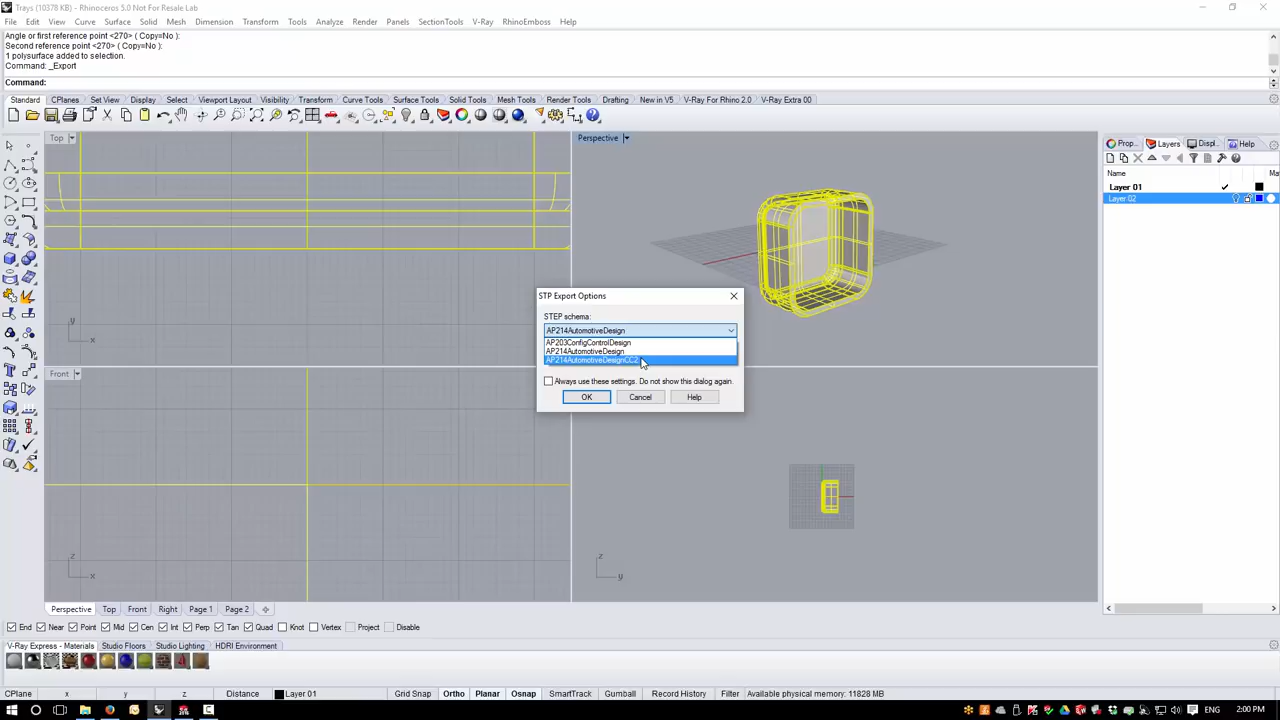 Trays (10378 KB) - Rhinoceros 5.0 Not For Resale Lab
File Edit View Curve Surface Solid Mesh Dimension Transform Tools Analyze Render Panels SectionTools V-Ray RhinoEmboss Help
Angle or first reference point <270> ( Copy=No ):
Second reference point <270> ( Copy=No ):
1 polysurface added to selection.
Command: _Export
Command:
Standard CPlanes Set View Display Select Viewport Layout Visibility Transform Curve Tools Surface Tools Solid Tools Mesh Tools Render Tools Drafting New in V5 V-Ray For Rhino 2.0 V-Ray Extra 00
Top
Perspective
Prop... Layers Displ... Help
Name Ma
Layer 01
Layer 02
STP Export Options
STEP schema:
AP214AutomotiveDesign
AP203ConfigControlDesign
AP214AutomotiveDesign
AP214AutomotiveDesignCC2
Always use these settings. Do not show this dialog again.
OK Cancel Help
y
x
Front
z
x
z
y
Perspective Top Front Right Page 1 Page 2
End Near Point Mid Cen Int Perp Tan Quad Knot Vertex Project Disable
V-Ray Express - Materials Studio Floors Studio Lighting HDRI Environment
CPlane x y z Distance Layer 01 Grid Snap Ortho Planar Osnap SmartTrack Gumball Record History Filter Available physical memory: 11828 MB
ENG 2:00 PM